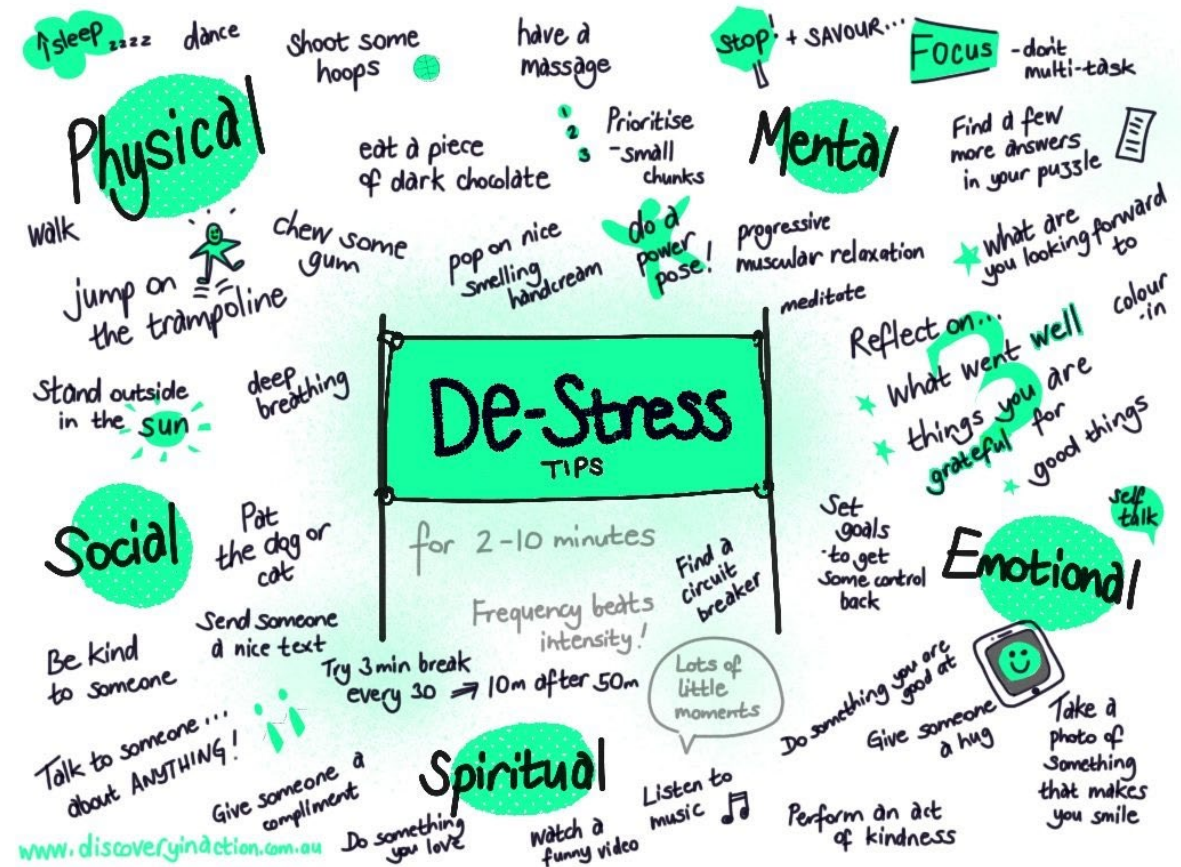 ↑sleep zzzz
dance
Shoot some
hoops
have a
massage
Stop! + SAVOUR...
FOCUS - don't
multi-task
Physical
eat a piece
of dark chocolate
1
2
3
Prioritise
- small
chunks
Mental
Find a few
more answers
in your puzzle
walk
jump on
the trampoline
chew some
gum
pop on nice
smelling
handcream
do a
power
pose!
progressive
muscular relaxation
meditate
what are
you looking forward
to
colour
-in
Reflect on...
what went well
things you are
grateful for
good things
Stand outside
in the sun
deep
breathing
De-Stress
TIPS
for 2-10 minutes
Frequency beats
intensity!
Find a
circuit
breaker
Social
Pat
the dog or
cat
Send someone
a nice text
Be kind
to someone
Talk to someone...
about ANYTHING!
Give someone a
compliment
Try 3min break
every 30 → 10m after 50m
Lots of
little
moments
Set
goals
-to get
some control
back
self
talk
Emotional
Do something you are
good at
Give someone
a hug
Take a
photo of
something
that makes
you smile
Perform an act
of kindness
Spiritual
Do something
you love
watch a
funny video
Listen to
music
www.discoveryinaction.com.au